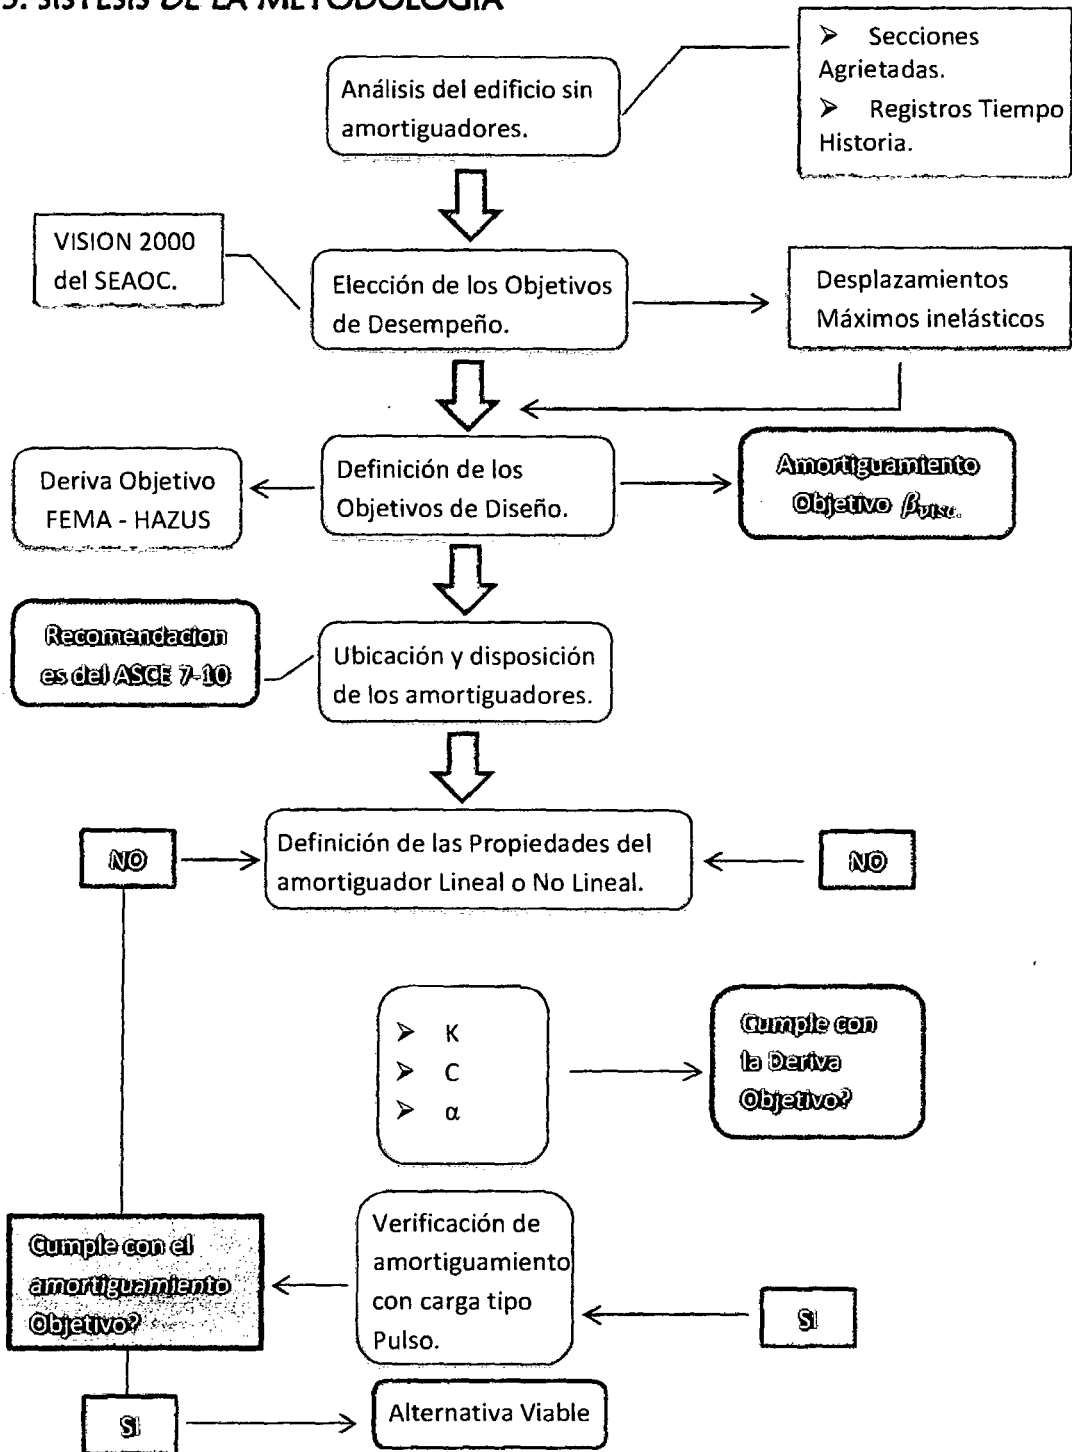 5. SISTESIS DE LA METODOLOGIA
Análisis del edificio sin
amortiguadores.
➢ Secciones
Agrietadas.
➢ Registros Tiempo
Historia.
VISION 2000
del SEAOC.
Elección de los Objetivos
de Desempeño.
Desplazamientos
Máximos inelásticos
Deriva Objetivo
FEMA - HAZUS
Definición de los
Objetivos de Diseño.
Amortiguamiento
Objetivo βvisc.
Recomendacion
es del ASCE 7-10
Ubicación y disposición
de los amortiguadores.
NO
Definición de las Propiedades del
amortiguador Lineal o No Lineal.
NO
➢ K
➢ C
➢ α
Cumple con
la Deriva
Objetivo?
Cumple con el
amortiguamiento
Objetivo?
Verificación de
amortiguamiento
con carga tipo
Pulso.
SI
SI
Alternativa Viable